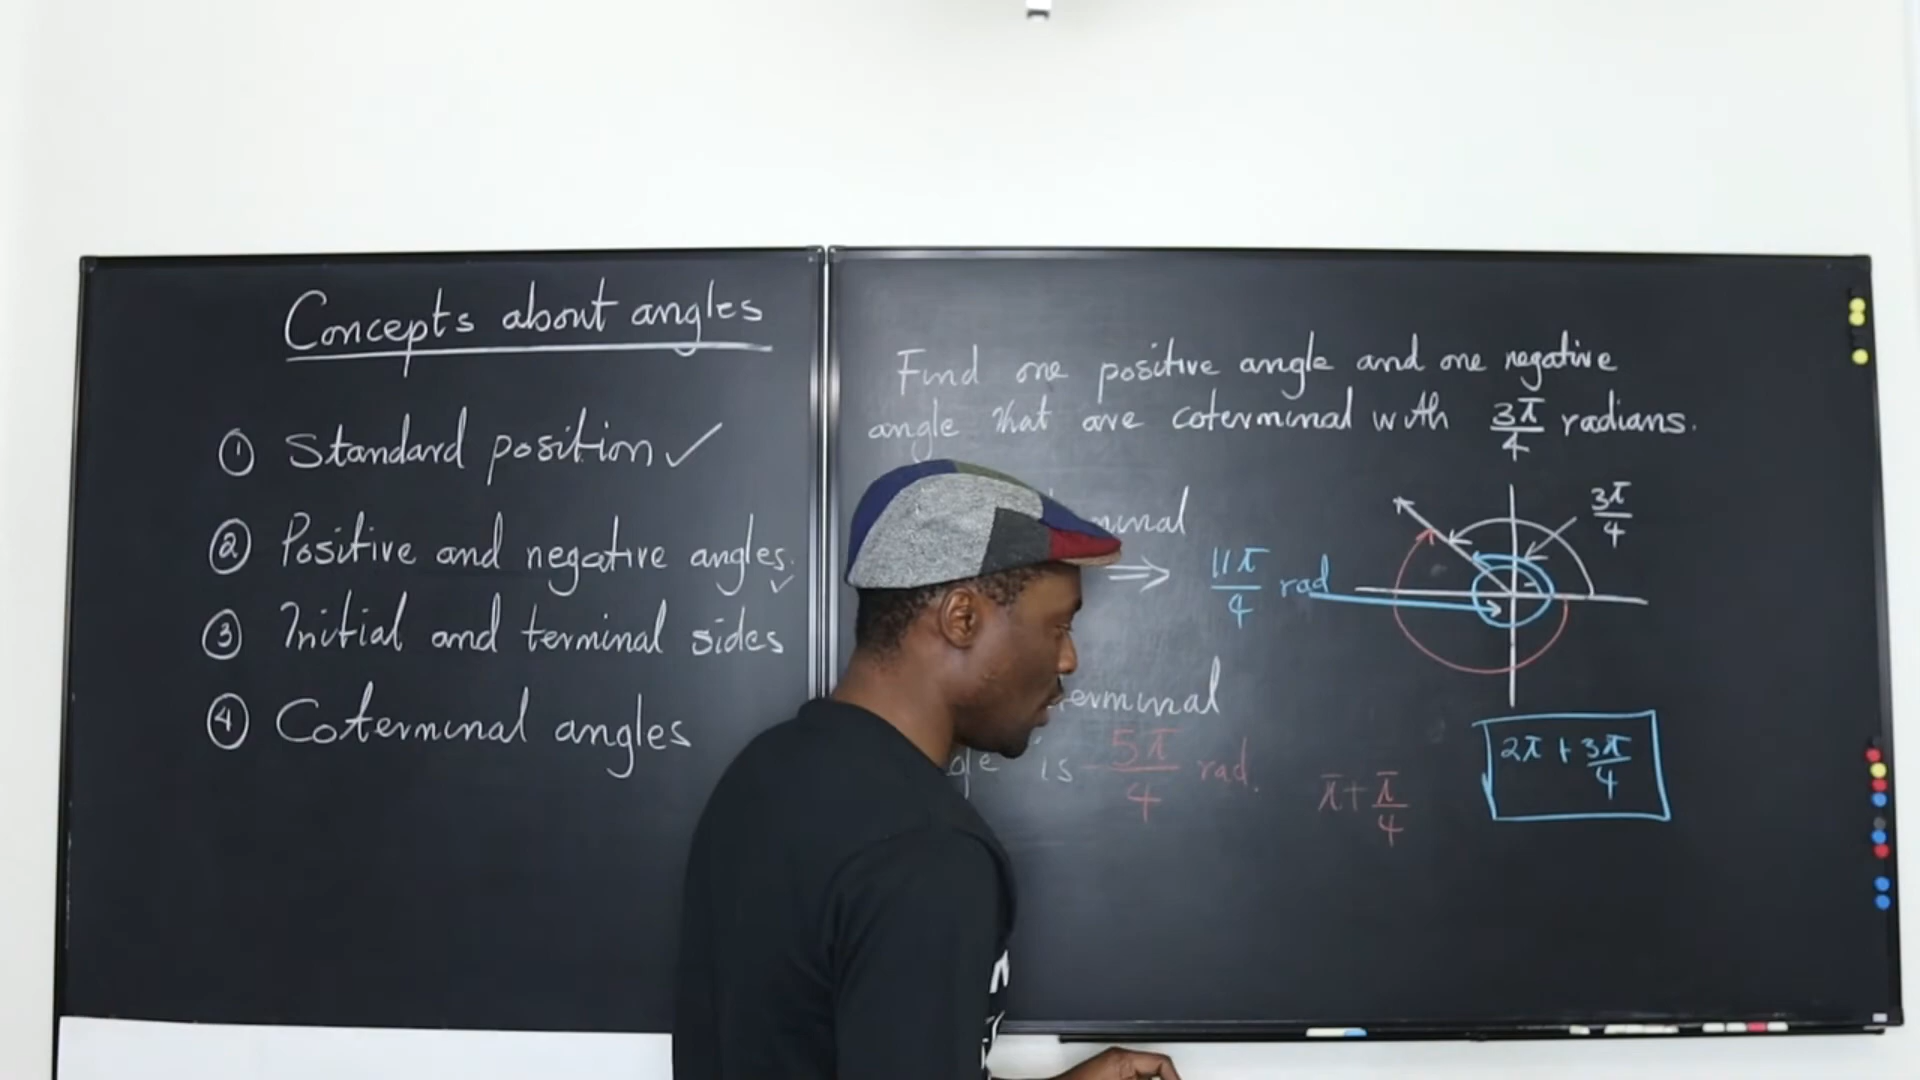 Concepts about angles
① Standard position ✓
② Positive and negative angles. ✓
③ Initial and terminal sides
④ Coterminal angles
Find one positive angle and one negative
angle that are coterminal with 3π/4 radians.
3π/4
⇒ 11π/4 rad
is -5π/4 rad.
π + π/4
2π + 3π/4